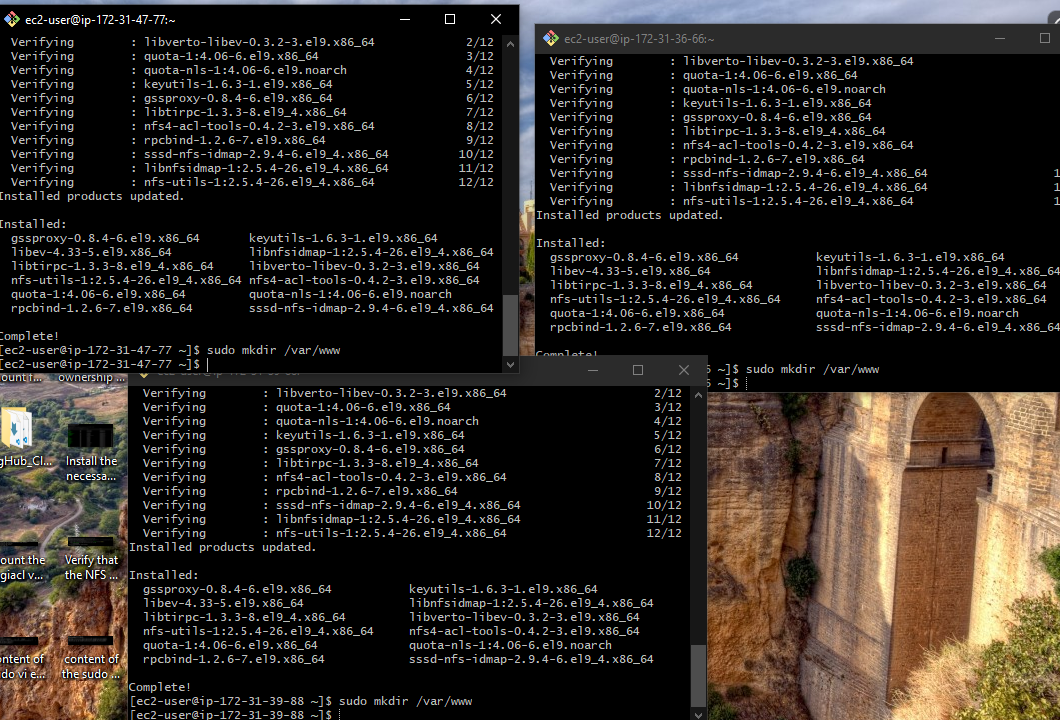 ec2-user@ip-172-31-47-77:~
Verifying : libverto-libev-0.3.2-3.el9.x86_64 2/12
Verifying : quota-1:4.06-6.el9.x86_64 3/12
Verifying : quota-nls-1:4.06-6.el9.noarch 4/12
Verifying : keyutils-1.6.3-1.el9.x86_64 5/12
Verifying : gssproxy-0.8.4-6.el9.x86_64 6/12
Verifying : libtirpc-1.3.3-8.el9_4.x86_64 7/12
Verifying : nfs4-acl-tools-0.4.2-3.el9.x86_64 8/12
Verifying : rpcbind-1.2.6-7.el9.x86_64 9/12
Verifying : sssd-nfs-idmap-2.9.4-6.el9_4.x86_64 10/12
Verifying : libnfsidmap-1:2.5.4-26.el9_4.x86_64 11/12
Verifying : nfs-utils-1:2.5.4-26.el9_4.x86_64 12/12
Installed products updated.
Installed:
gssproxy-0.8.4-6.el9.x86_64 keyutils-1.6.3-1.el9.x86_64
libev-4.33-5.el9.x86_64 libnfsidmap-1:2.5.4-26.el9_4.x86_64
libtirpc-1.3.3-8.el9_4.x86_64 libverto-libev-0.3.2-3.el9.x86_64
nfs-utils-1:2.5.4-26.el9_4.x86_64 nfs4-acl-tools-0.4.2-3.el9.x86_64
quota-1:4.06-6.el9.x86_64 quota-nls-1:4.06-6.el9.noarch
rpcbind-1.2.6-7.el9.x86_64 sssd-nfs-idmap-2.9.4-6.el9_4.x86_64
Complete!
[ec2-user@ip-172-31-47-77 ~]$ sudo mkdir /var/www
[ec2-user@ip-172-31-47-77 ~]$
ec2-user@ip-172-31-36-66:~
Verifying : libverto-libev-0.3.2-3.el9.x86_64
Verifying : quota-1:4.06-6.el9.x86_64
Verifying : quota-nls-1:4.06-6.el9.noarch
Verifying : keyutils-1.6.3-1.el9.x86_64
Verifying : gssproxy-0.8.4-6.el9.x86_64
Verifying : libtirpc-1.3.3-8.el9_4.x86_64
Verifying : nfs4-acl-tools-0.4.2-3.el9.x86_64
Verifying : rpcbind-1.2.6-7.el9.x86_64
Verifying : sssd-nfs-idmap-2.9.4-6.el9_4.x86_64 1
Verifying : libnfsidmap-1:2.5.4-26.el9_4.x86_64 1
Verifying : nfs-utils-1:2.5.4-26.el9_4.x86_64 1
Installed products updated.
Installed:
gssproxy-0.8.4-6.el9.x86_64 keyutils-1.6.3-1.el9.x86_64
libev-4.33-5.el9.x86_64 libnfsidmap-1:2.5.4-26.el9_4.x86_64
libtirpc-1.3.3-8.el9_4.x86_64 libverto-libev-0.3.2-3.el9.x86_64
nfs-utils-1:2.5.4-26.el9_4.x86_64 nfs4-acl-tools-0.4.2-3.el9.x86_64
quota-1:4.06-6.el9.x86_64 quota-nls-1:4.06-6.el9.noarch
rpcbind-1.2.6-7.el9.x86_64 sssd-nfs-idmap-2.9.4-6.el9_4.x86_64
Complete!
6 ~]$ sudo mkdir /var/www
6 ~]$
Verifying : libverto-libev-0.3.2-3.el9.x86_64 2/12
Verifying : quota-1:4.06-6.el9.x86_64 3/12
Verifying : quota-nls-1:4.06-6.el9.noarch 4/12
Verifying : keyutils-1.6.3-1.el9.x86_64 5/12
Verifying : gssproxy-0.8.4-6.el9.x86_64 6/12
Verifying : libtirpc-1.3.3-8.el9_4.x86_64 7/12
Verifying : nfs4-acl-tools-0.4.2-3.el9.x86_64 8/12
Verifying : rpcbind-1.2.6-7.el9.x86_64 9/12
Verifying : sssd-nfs-idmap-2.9.4-6.el9_4.x86_64 10/12
Verifying : libnfsidmap-1:2.5.4-26.el9_4.x86_64 11/12
Verifying : nfs-utils-1:2.5.4-26.el9_4.x86_64 12/12
Installed products updated.
Installed:
gssproxy-0.8.4-6.el9.x86_64 keyutils-1.6.3-1.el9.x86_64
libev-4.33-5.el9.x86_64 libnfsidmap-1:2.5.4-26.el9_4.x86_64
libtirpc-1.3.3-8.el9_4.x86_64 libverto-libev-0.3.2-3.el9.x86_64
nfs-utils-1:2.5.4-26.el9_4.x86_64 nfs4-acl-tools-0.4.2-3.el9.x86_64
quota-1:4.06-6.el9.x86_64 quota-nls-1:4.06-6.el9.noarch
rpcbind-1.2.6-7.el9.x86_64 sssd-nfs-idmap-2.9.4-6.el9_4.x86_64
Complete!
[ec2-user@ip-172-31-39-88 ~]$ sudo mkdir /var/www
[ec2-user@ip-172-31-39-88 ~]$
ount f... ownership ...
gHub_Cl... Install the
necessa...
ount the Verify that
giacl v... the NFS ...
ontent of content of
do vi e... the sudo ...